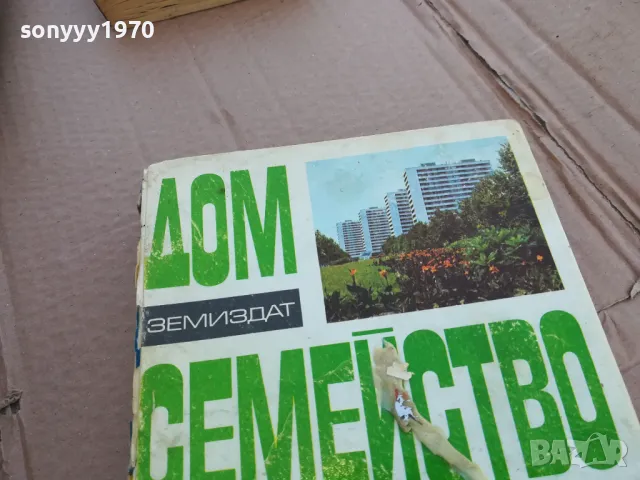 sonyyy1970
ДОМ
ЗЕМИЗДАТ
СЕМЕЙСТВО
BAZAR